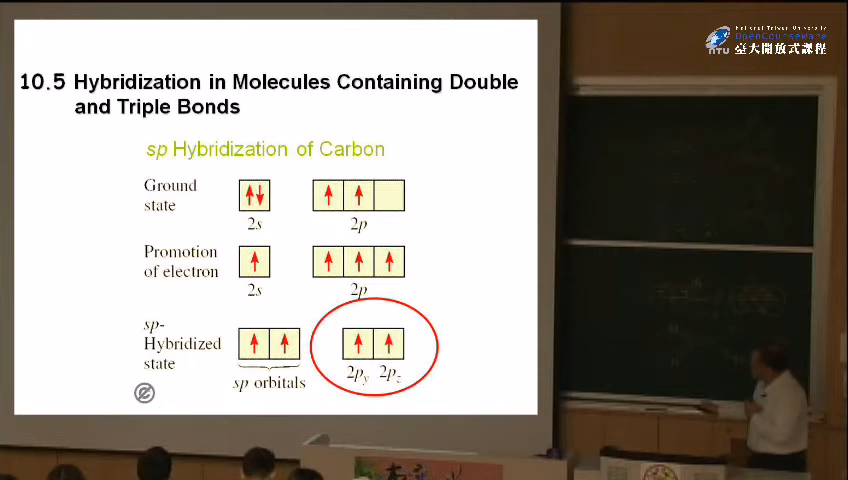 National Taiwan University
OpenCourseWare
NTU 臺大開放式課程
10.5 Hybridization in Molecules Containing Double
and Triple Bonds
sp Hybridization of Carbon
Ground
state
2s
2p
Promotion
of electron
2s
2p
sp-
Hybridized
state
sp orbitals
2py 2pz